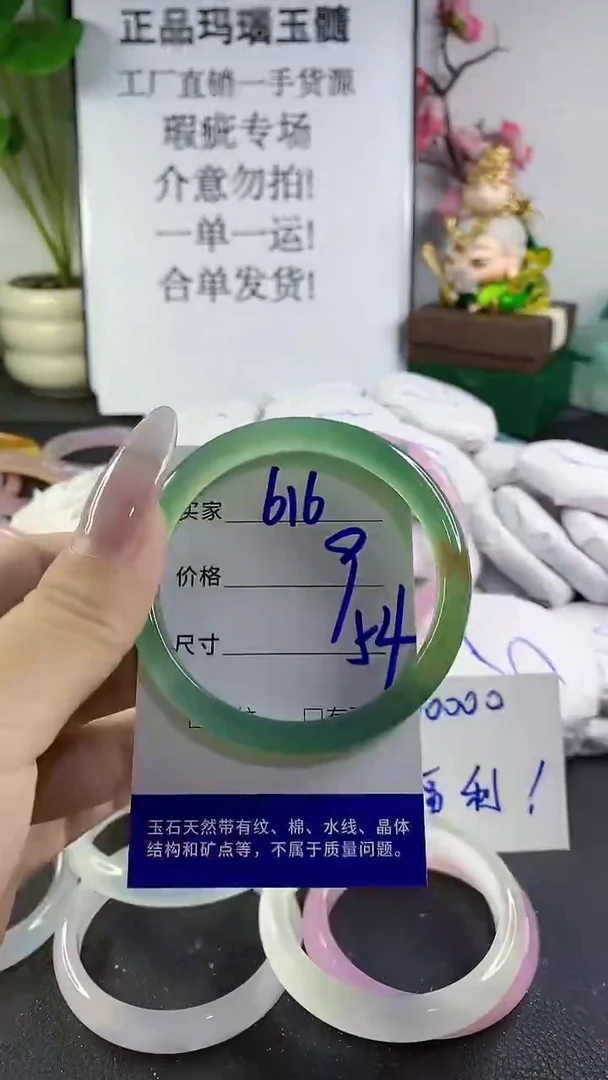 正品玛瑙玉髓
工厂直销一手货源
瑕疵专场
介意勿拍!
一单一运!
合单发货!
买家 616
价格 9
尺寸 54
0000
福利!
玉石天然带有纹、棉、水线、晶体
结构和矿点等，不属于质量问题。